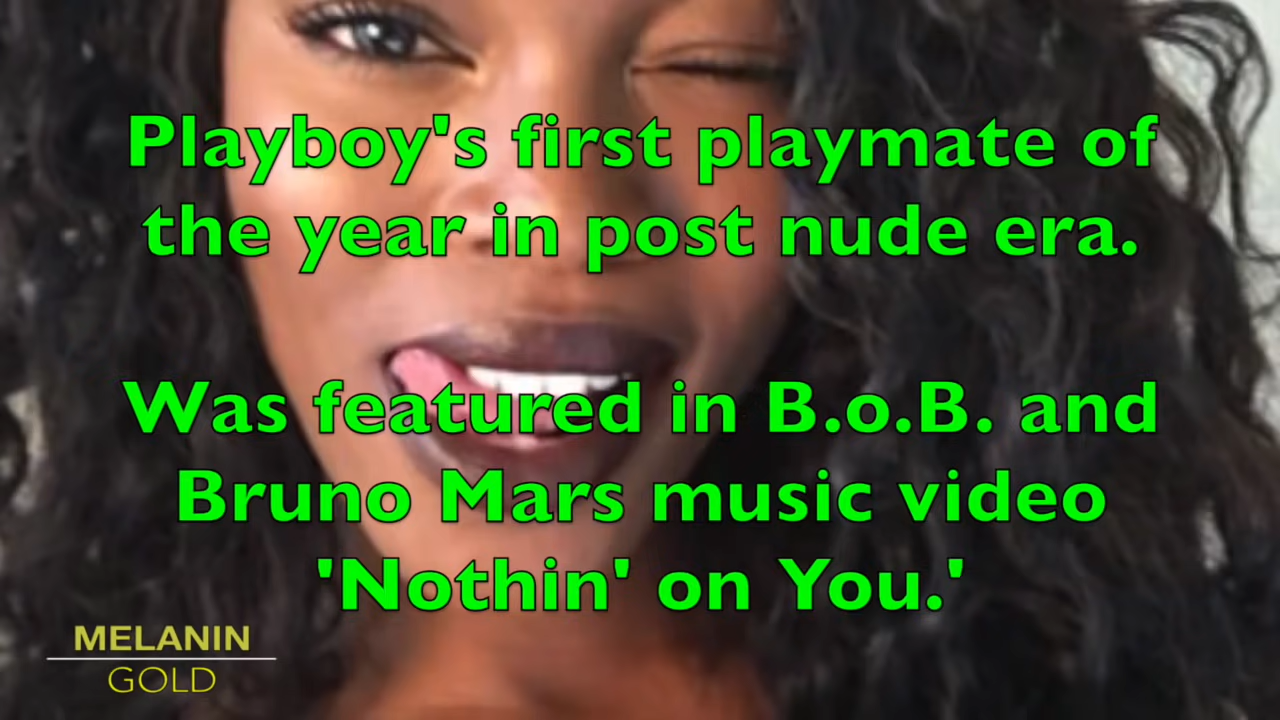 Playboy's first playmate of
the year in post nude era.
Was featured in B.o.B. and
Bruno Mars music video
'Nothin' on You.'
MELANIN
GOLD